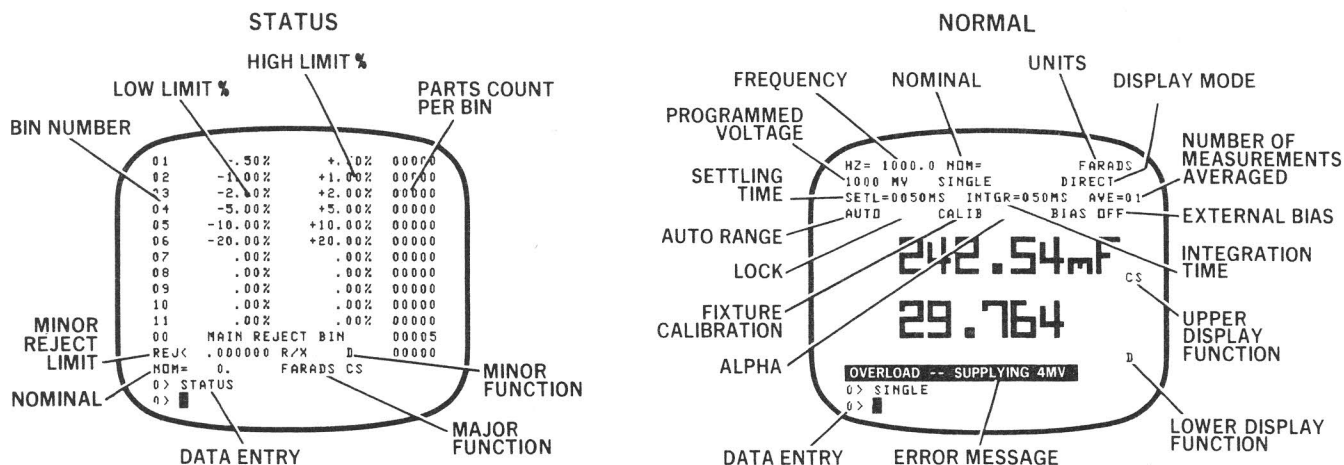 STATUS
HIGH LIMIT %
LOW LIMIT %
PARTS COUNT
PER BIN
BIN NUMBER
01 -.50% +.50% 00000
02 -1.00% +1.00% 00000
03 -2.00% +2.00% 00000
04 -5.00% +5.00% 00000
05 -10.00% +10.00% 00000
06 -20.00% +20.00% 00000
07 .00% .00% 00000
08 .00% .00% 00000
09 .00% .00% 00000
10 .00% .00% 00000
11 .00% .00% 00000
00 MAIN REJECT BIN 00005
REJ< .000000 R/X D 00000
NOM= 0. FARADS CS
0> STATUS
0>
MINOR
REJECT
LIMIT
NOMINAL
MINOR
FUNCTION
MAJOR
FUNCTION
DATA ENTRY
NORMAL
UNITS
FREQUENCY
NOMINAL
DISPLAY MODE
PROGRAMMED
VOLTAGE
NUMBER OF
MEASUREMENTS
AVERAGED
SETTLING
TIME
HZ= 1000.0 NOM= FARADS
1000 MV SINGLE DIRECT
SETL=0050MS INTGR=050MS AVE=01
AUTO CALIB BIAS OFF
EXTERNAL BIAS
AUTO RANGE
242.54mF
CS
INTEGRATION
TIME
LOCK
29.764
D
FIXTURE
CALIBRATION
UPPER
DISPLAY
FUNCTION
ALPHA
OVERLOAD -- SUPPLYING 4MV
0> SINGLE
0>
LOWER DISPLAY
FUNCTION
DATA ENTRY
ERROR MESSAGE